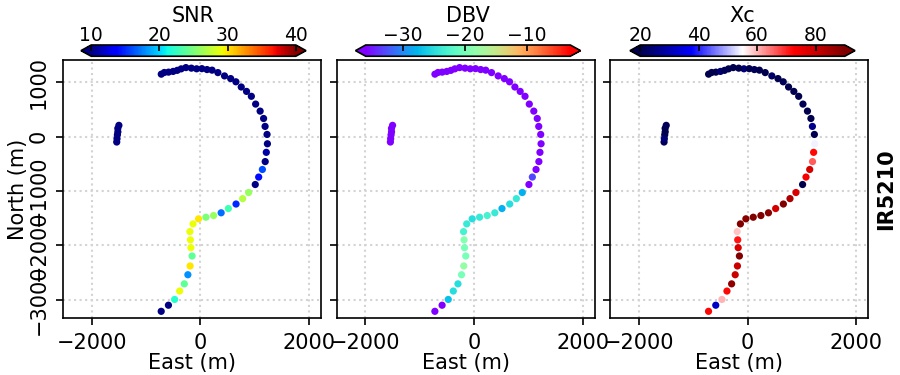 SNR DBV Xc
10 20 30 40 −30 −20 −10 20 40 60 80
North (m)
1000
0
−1000
−2000
−3000
−2000 0 2000 −2000 0 2000 −2000 0 2000
East (m) East (m) East (m)
IR5210